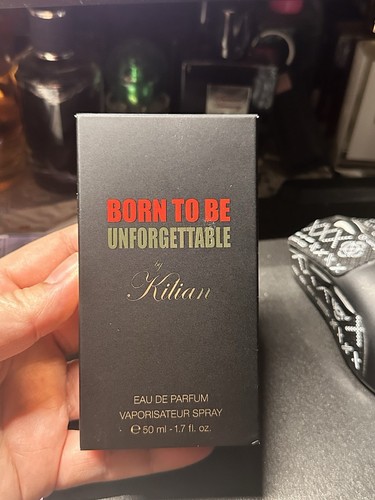 BORN TO BE
UNFORGETTABLE
by
Kilian
EAU DE PARFUM
VAPORISATEUR SPRAY
℮ 50 ml - 1.7 fl. oz.